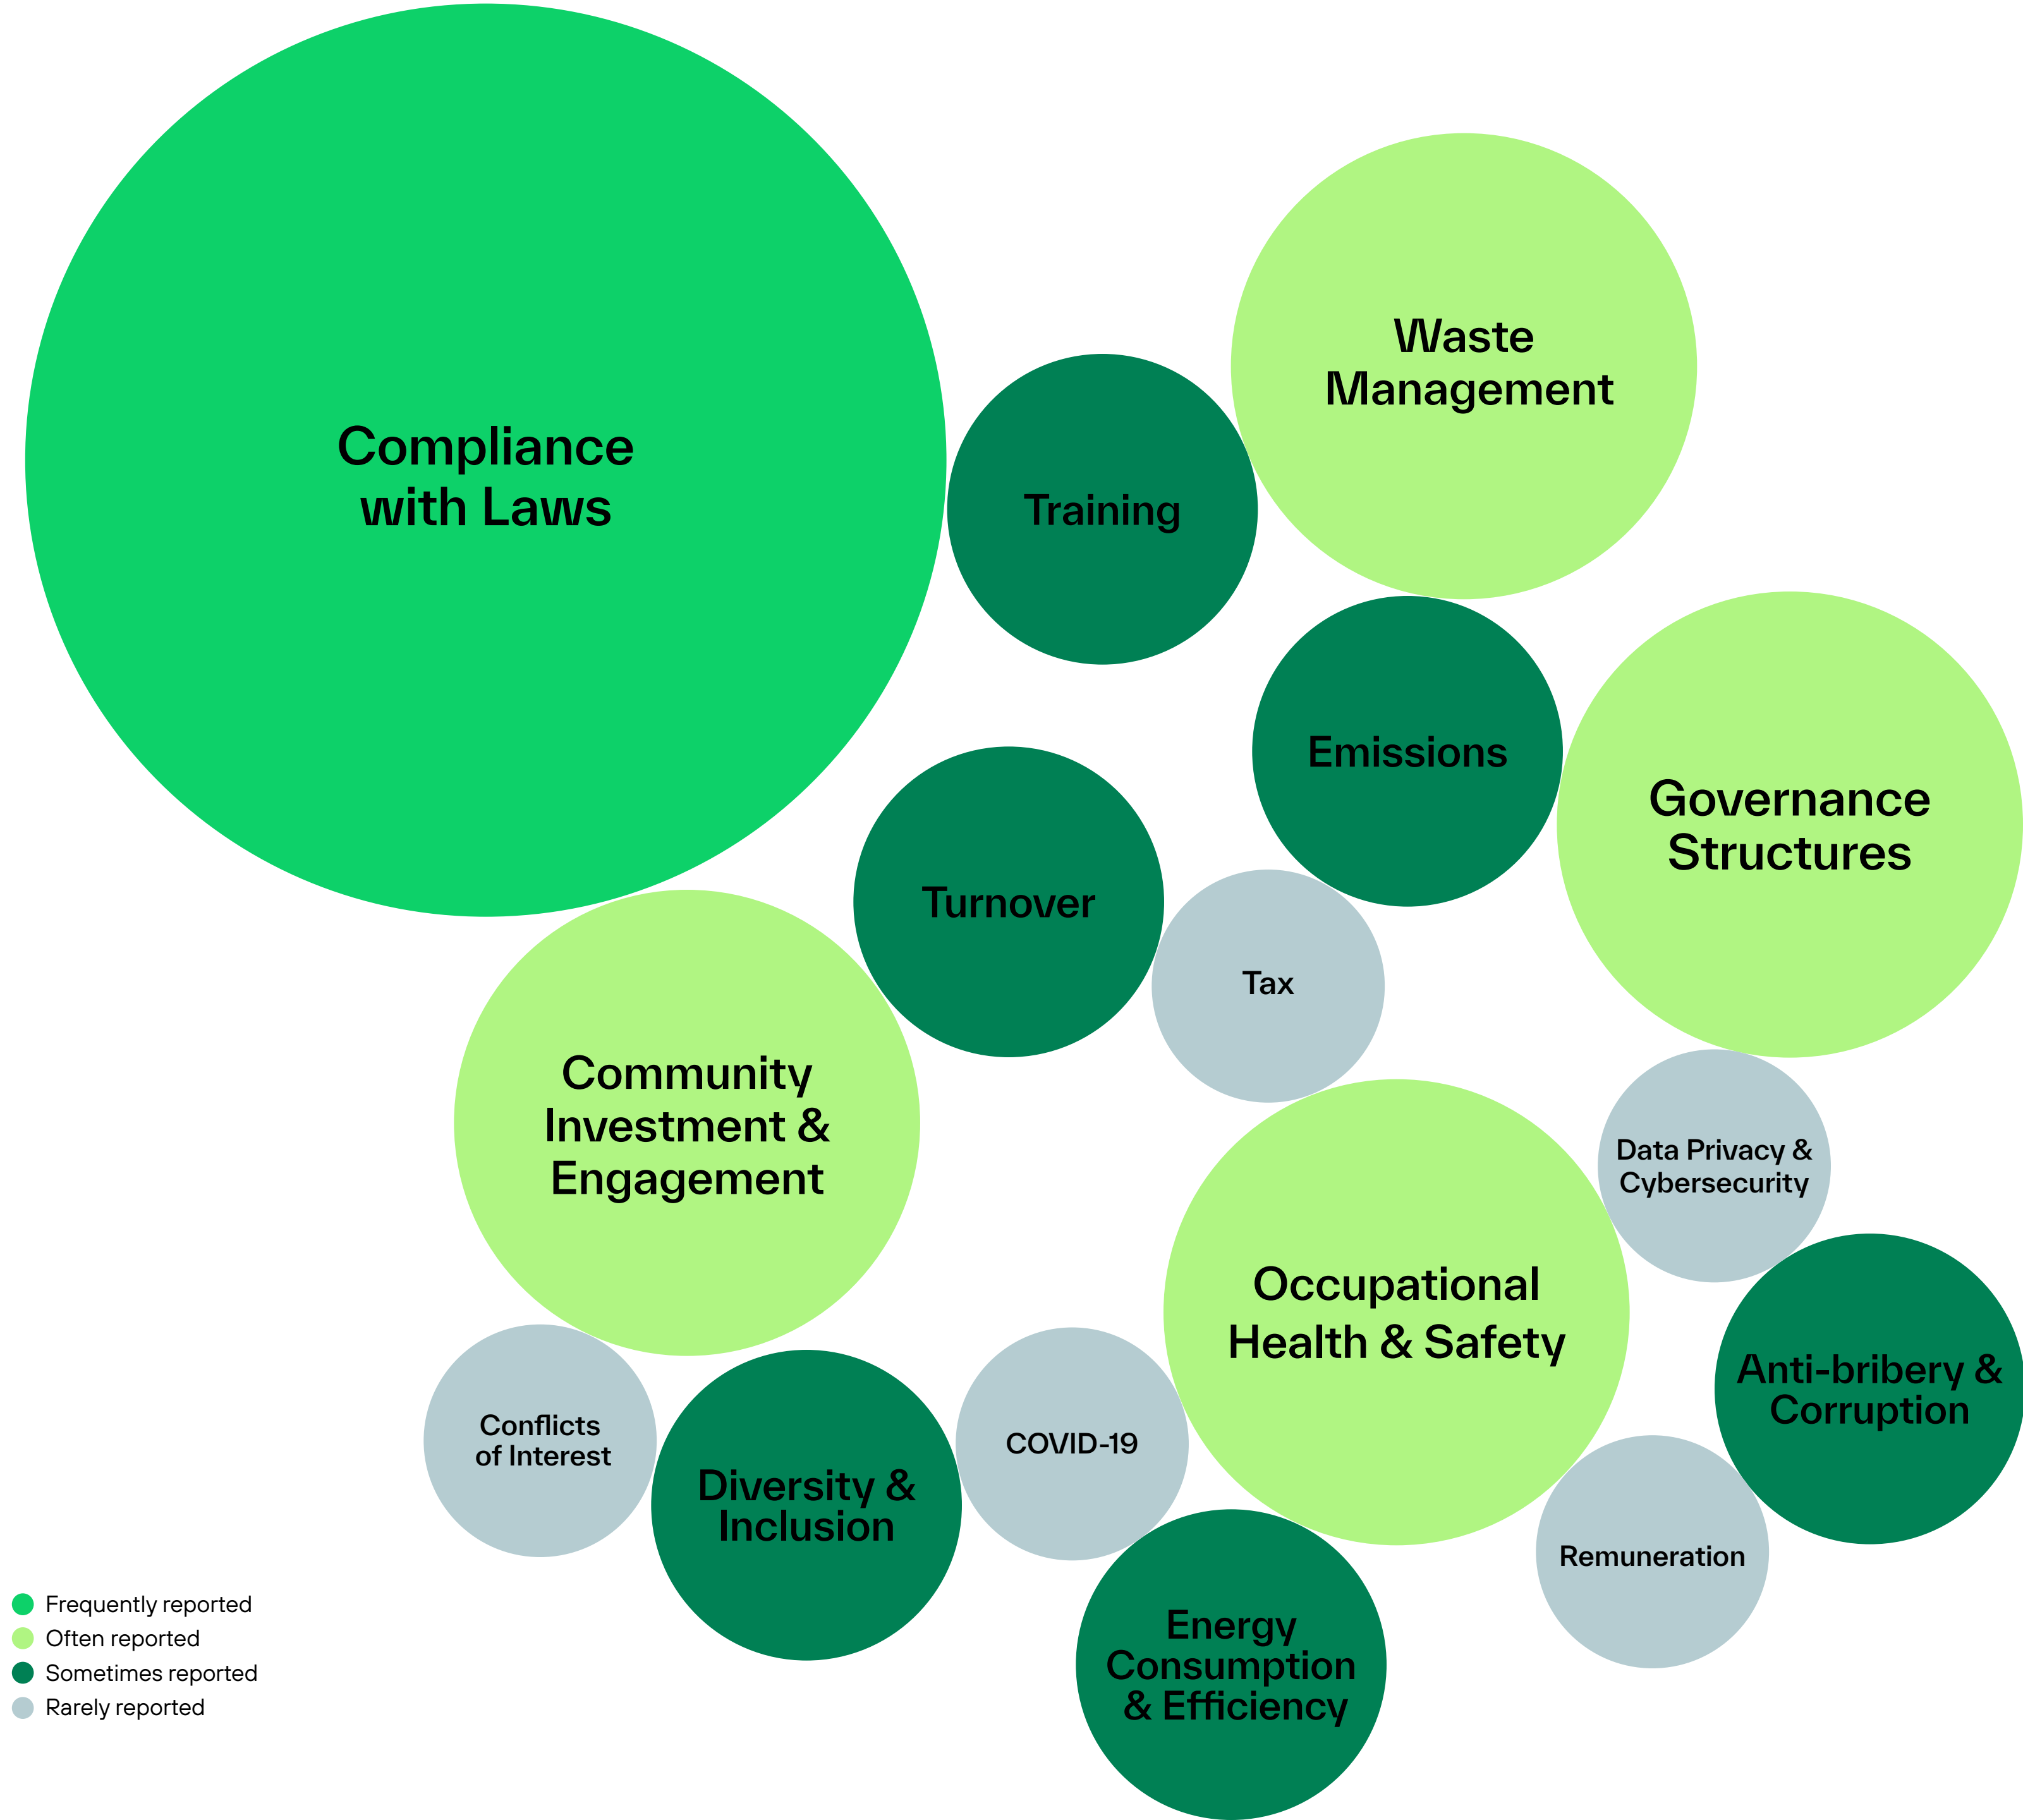 Compliance
with Laws
Waste
Management
Training
Emissions
Governance
Structures
Turnover
Tax
Community
Investment &
Engagement
Data Privacy &
Cybersecurity
Occupational
Health & Safety
Anti-bribery &
Corruption
Conflicts
of Interest
COVID-19
Diversity &
Inclusion
Remuneration
Energy
Consumption
& Efficiency
Frequently reported
Often reported
Sometimes reported
Rarely reported